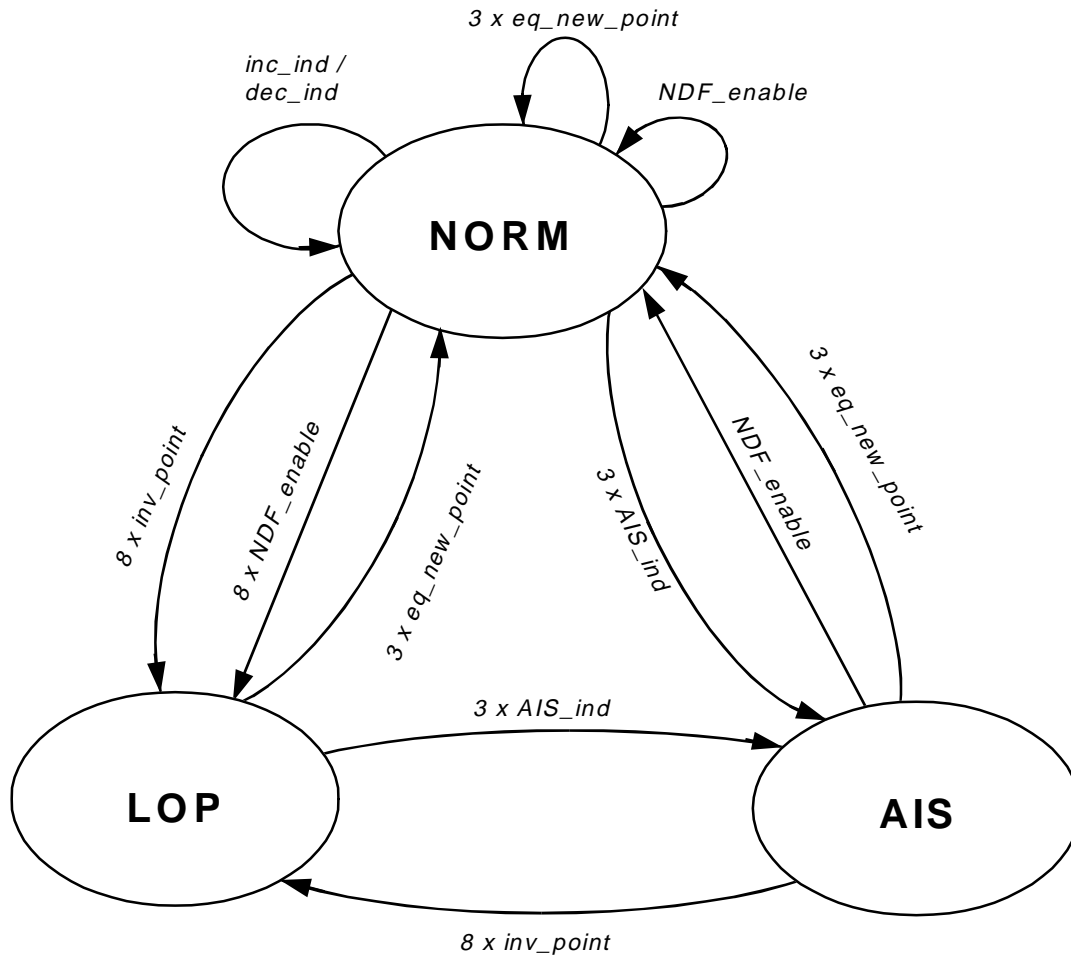 3 x eq_new_point
inc_ind /
dec_ind
NDF_enable
NORM
8 x inv_point
8 x NDF_enable
3 x eq_new_point
3 x AIS_ind
NDF_enable
3 x eq_new_point
3 x AIS_ind
LOP
AIS
8 x inv_point